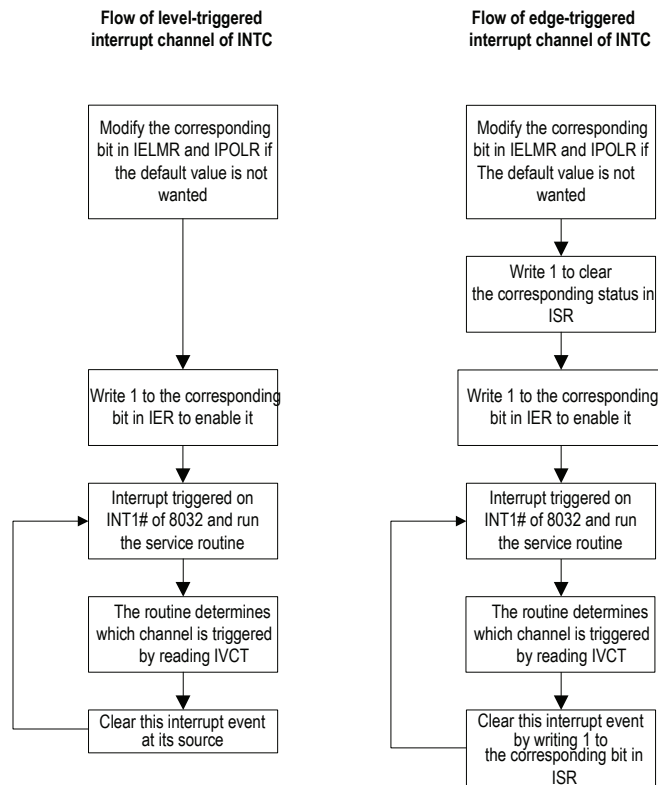 Flow of level-triggered
interrupt channel of INTC
Modify the corresponding
bit in IELMR and IPOLR if
the default value is not
wanted
Write 1 to the corresponding
bit in IER to enable it
Interrupt triggered on
INT1# of 8032 and run
the service routine
The routine determines
which channel is triggered
by reading IVCT
Clear this interrupt event
at its source
Flow of edge-triggered
interrupt channel of INTC
Modify the corresponding
bit in IELMR and IPOLR if
The default value is not
wanted
Write 1 to clear
the corresponding status in
ISR
Write 1 to the corresponding
bit in IER to enable it
Interrupt triggered on
INT1# of 8032 and run
the service routine
The routine determines
which channel is triggered
by reading IVCT
Clear this interrupt event
by writing 1 to
the corresponding bit in
ISR